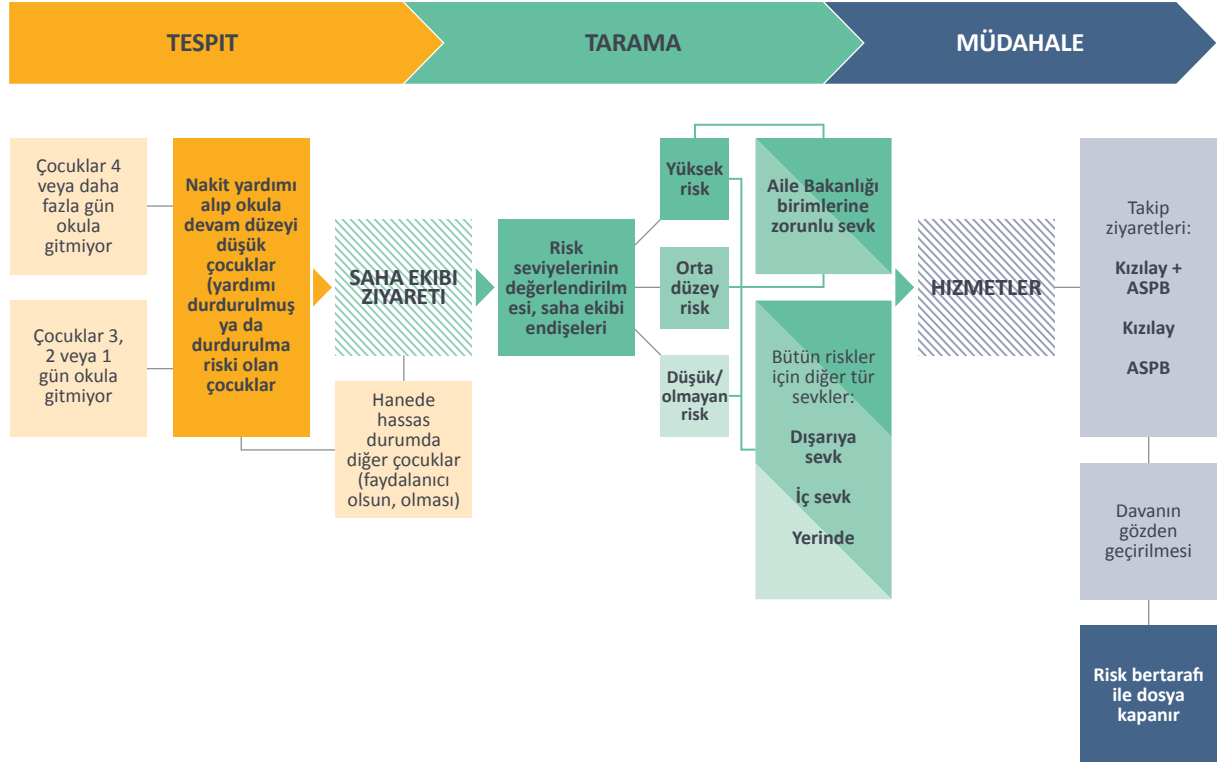 TESPIT
TARAMA
MÜDAHALE
Çocuklar 4
veya daha
fazla gün
okula
gitmiyor
Çocuklar 3,
2 veya 1
gün okula
gitmiyor
Nakit yardımı
alıp okula
devam düzeyi
düşük
çocuklar
(yardımı
durdurulmuş
ya da
durdurulma
riski olan
çocuklar
SAHA EKIBI
ZIYARETI
Hanede
hassas
durumda
diğer çocuklar
(faydalanıcı
olsun, olması)
Risk
seviyelerinin
değerlendirilm
esi, saha ekibi
endişeleri
Yüksek
risk
Orta
düzey
risk
Düşük/
olmayan
risk
Aile Bakanlığı
birimlerine
zorunlu sevk
Bütün riskler
için diğer tür
sevkler:
Dışarıya
sevk
İç sevk
Yerinde
HIZMETLER
Takip
ziyaretleri:
Kızılay +
ASPB
Kızılay
ASPB
Davanın
gözden
geçirilmesi
Risk bertarafı
ile dosya
kapanır